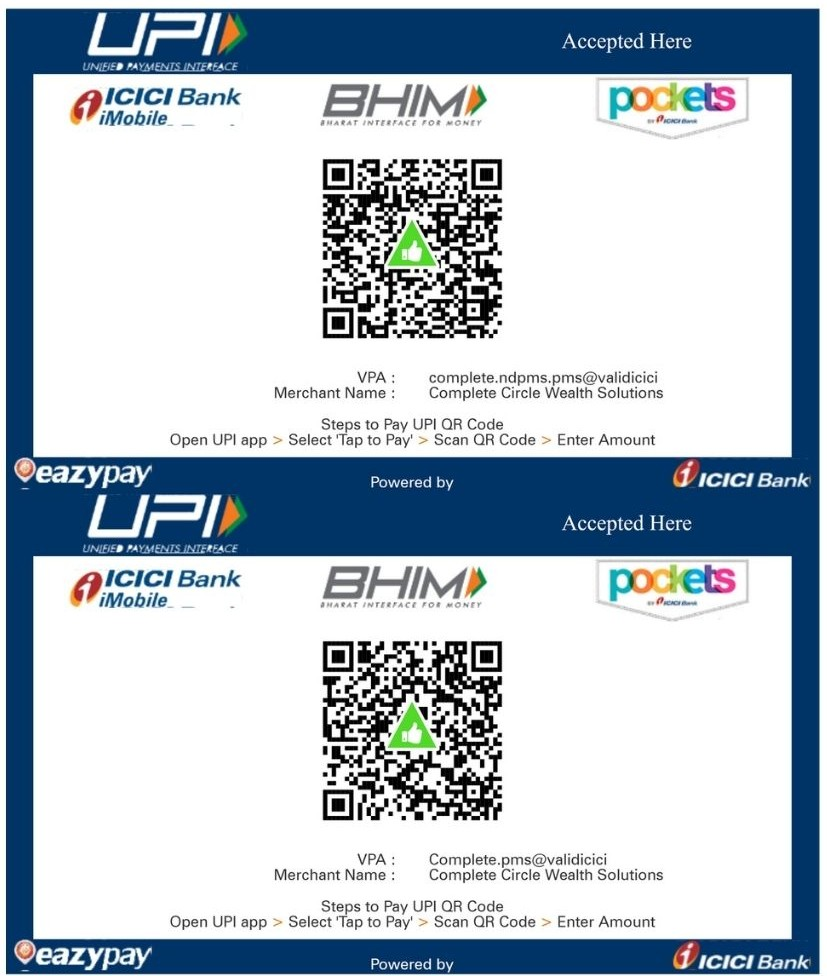 UPI
Accepted Here
UNIFIED PAYMENTS INTERFACE
ICICI Bank
iMobile
BHIM
BHARAT INTERFACE FOR MONEY
pockets
BY ICICI Bank
VPA : complete.ndpms.pms@validicici
Merchant Name : Complete Circle Wealth Solutions
Steps to Pay UPI QR Code
Open UPI app > Select 'Tap to Pay' > Scan QR Code > Enter Amount
eazypay
Powered by
ICICI Bank
UPI
Accepted Here
UNIFIED PAYMENTS INTERFACE
ICICI Bank
iMobile
BHIM
BHARAT INTERFACE FOR MONEY
pockets
BY ICICI Bank
VPA : Complete.pms@validicici
Merchant Name : Complete Circle Wealth Solutions
Steps to Pay UPI QR Code
Open UPI app > Select 'Tap to Pay' > Scan QR Code > Enter Amount
eazypay
Powered by
ICICI Bank